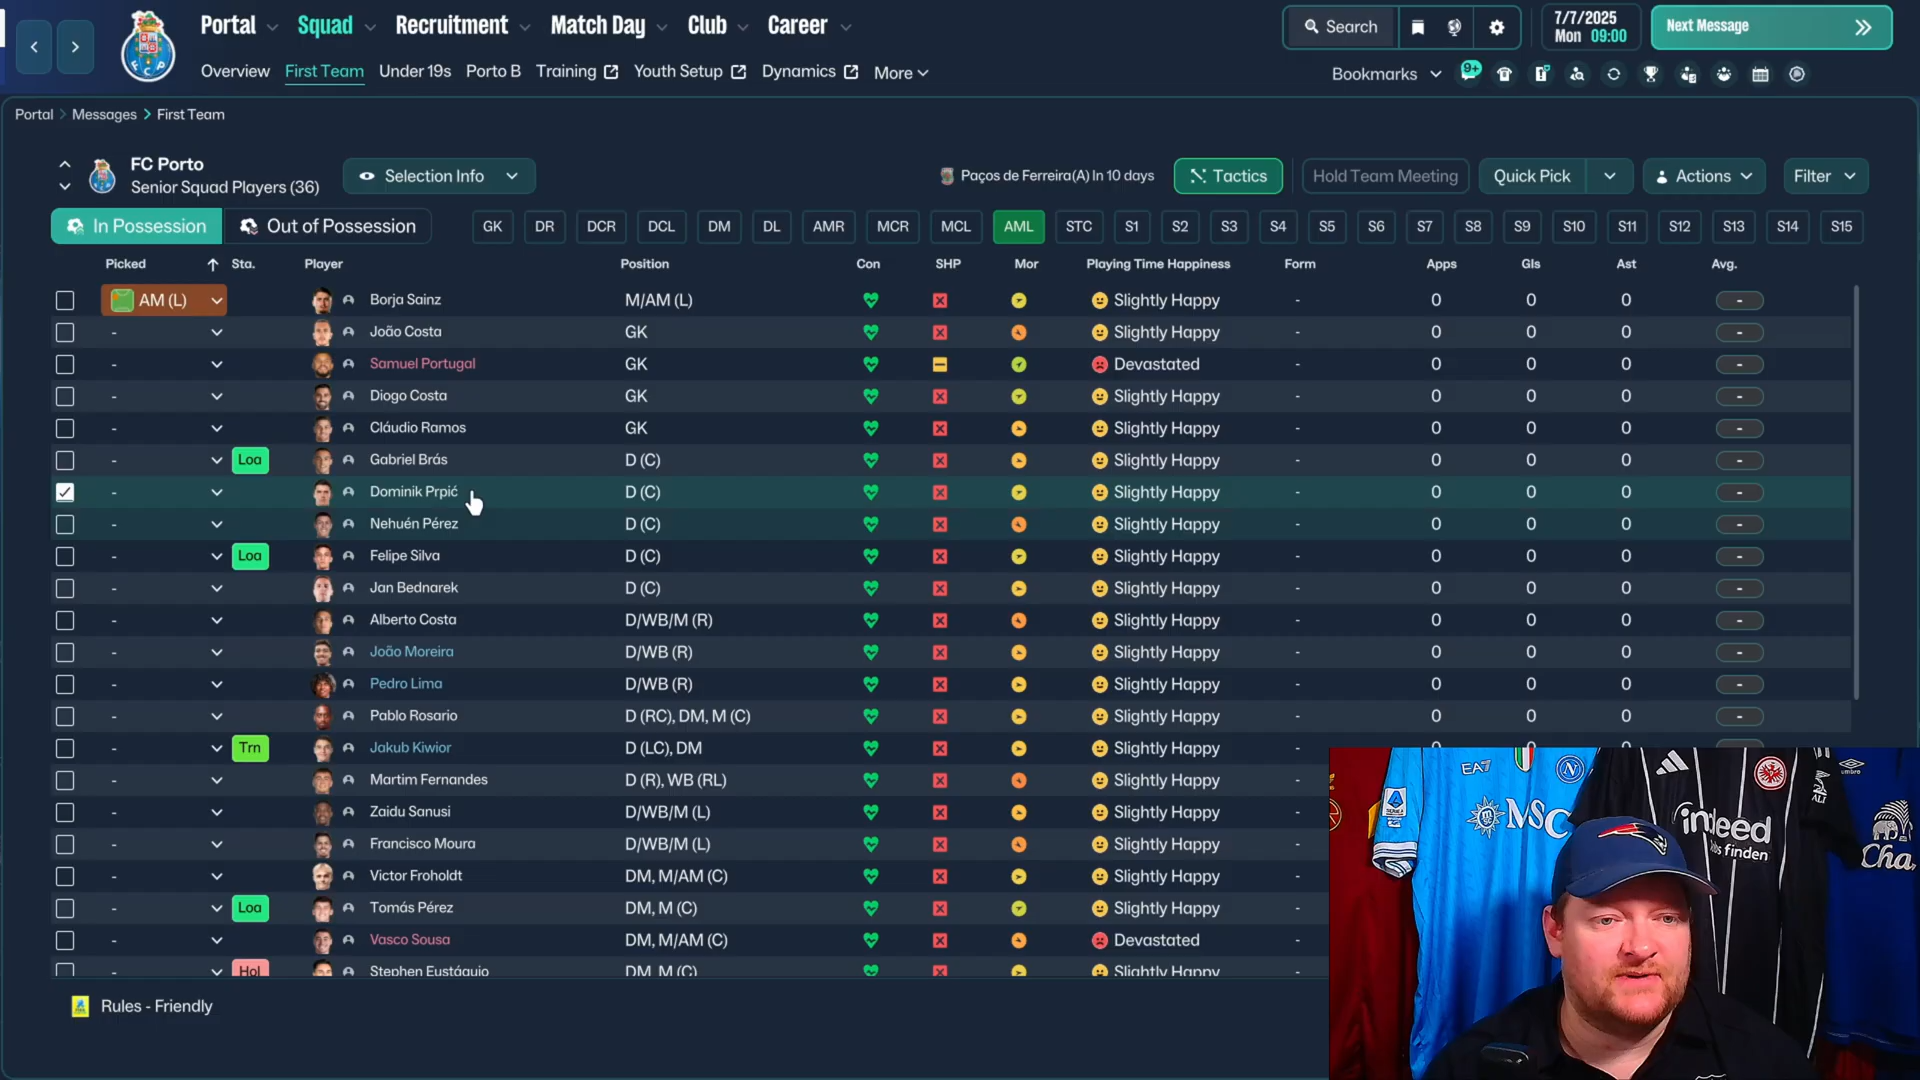 Portal Squad Recruitment Match Day Club Career
Search
7/7/2025
Mon 09:00
Next Message
Overview First Team Under 19s Porto B Training Youth Setup Dynamics More
Bookmarks 9+
Portal > Messages > First Team
FC Porto
Senior Squad Players (36)
Selection Info
Paços de Ferreira(A) In 10 days
Tactics Hold Team Meeting Quick Pick Actions Filter
In Possession Out of Possession
GK DR DCR DCL DM DL AMR MCR MCL AML STC S1 S2 S3 S4 S5 S6 S7 S8 S9 S10 S11 S12 S13 S14 S15
Picked Sta. Player Position Con SHP Mor Playing Time Happiness Form Apps Gls Ast Avg.
AM (L) Borja Sainz M/AM (L) Slightly Happy - 0 0 0 -
- João Costa GK Slightly Happy - 0 0 0 -
- Samuel Portugal GK Devastated - 0 0 0 -
- Diogo Costa GK Slightly Happy - 0 0 0 -
- Cláudio Ramos GK Slightly Happy - 0 0 0 -
- Loa Gabriel Brás D (C) Slightly Happy - 0 0 0 -
- Dominik Prpić D (C) Slightly Happy - 0 0 0 -
- Nehuén Pérez D (C) Slightly Happy - 0 0 0 -
- Loa Felipe Silva D (C) Slightly Happy - 0 0 0 -
- Jan Bednarek D (C) Slightly Happy - 0 0 0 -
- Alberto Costa D/WB/M (R) Slightly Happy - 0 0 0 -
- João Moreira D/WB (R) Slightly Happy - 0 0 0 -
- Pedro Lima D/WB (R) Slightly Happy - 0 0 0 -
- Pablo Rosario D (RC), DM, M (C) Slightly Happy - 0 0 0 -
- Trn Jakub Kiwior D (LC), DM Slightly Happy - 0 0 0 -
- Martim Fernandes D (R), WB (RL) Slightly Happy -
- Zaidu Sanusi D/WB/M (L) Slightly Happy -
- Francisco Moura D/WB/M (L) Slightly Happy -
- Victor Froholdt DM, M/AM (C) Slightly Happy -
- Loa Tomás Pérez DM, M (C) Slightly Happy -
- Vasco Sousa DM, M/AM (C) Devastated -
- Hol Stephen Eustáquio DM, M (C) Slightly Happy -
Rules - Friendly
EA7
MSC
indeed
jobs finden
umbro
Cha